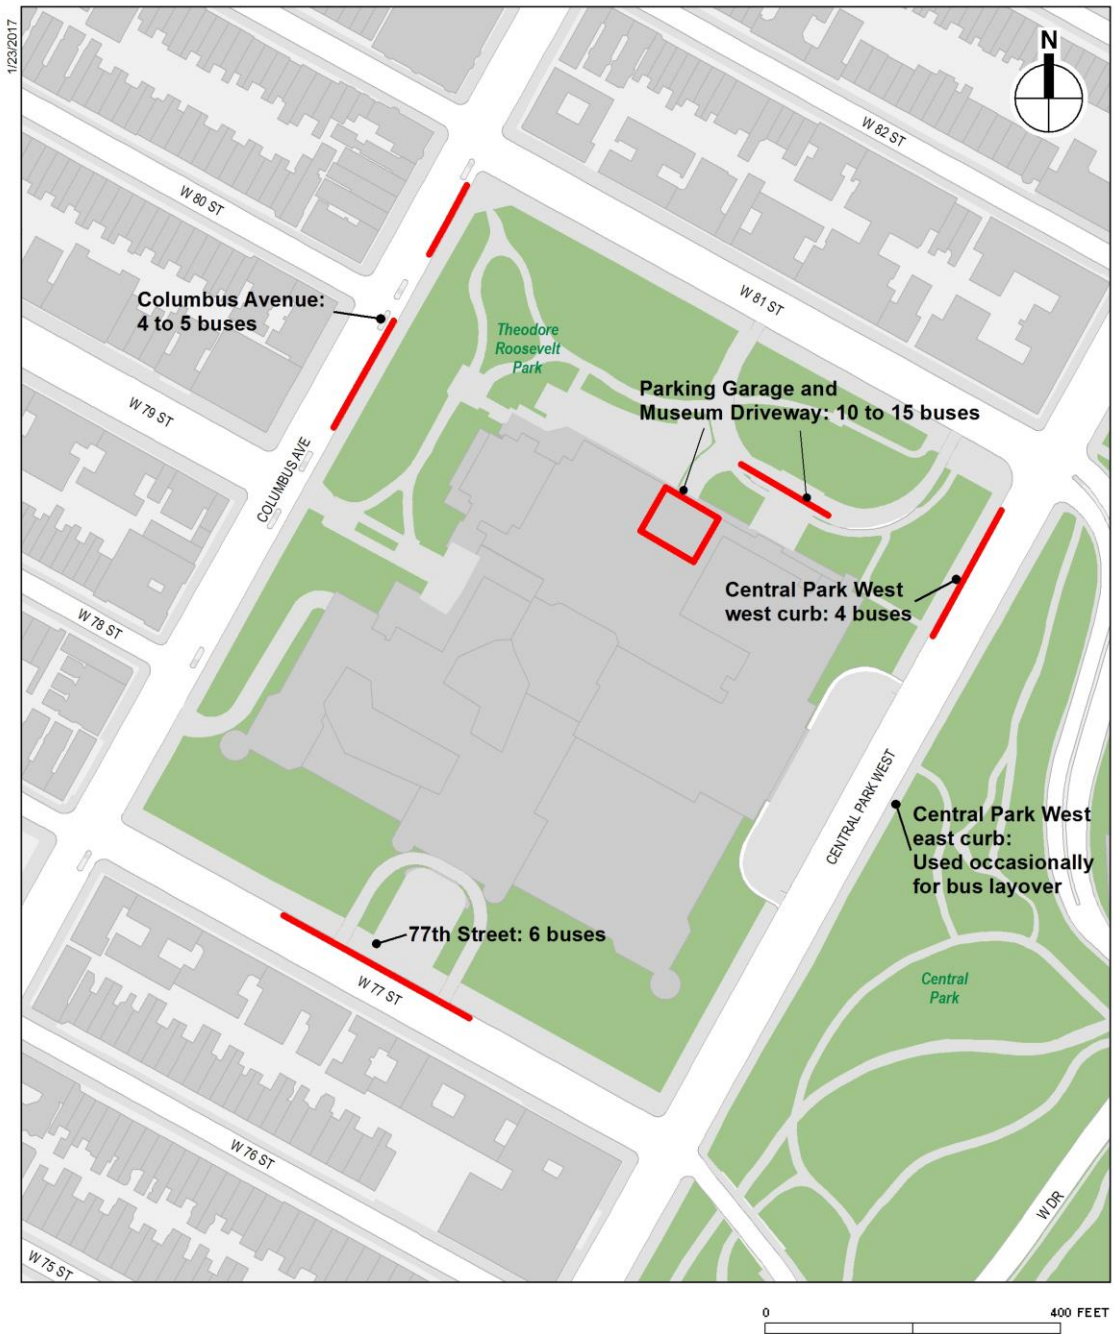 1/23/2017
N
W 82 ST
W 80 ST
W 81 ST
Columbus Avenue:
4 to 5 buses
Theodore
Roosevelt
Park
Parking Garage and
Museum Driveway: 10 to 15 buses
W 79 ST
COLUMBUS AVE
Central Park West
west curb: 4 buses
W 78 ST
CENTRAL PARK WEST
Central Park West
east curb:
Used occasionally
for bus layover
77th Street: 6 buses
W 77 ST
Central
Park
W 76 ST
W DR
W 75 ST
0 400 FEET